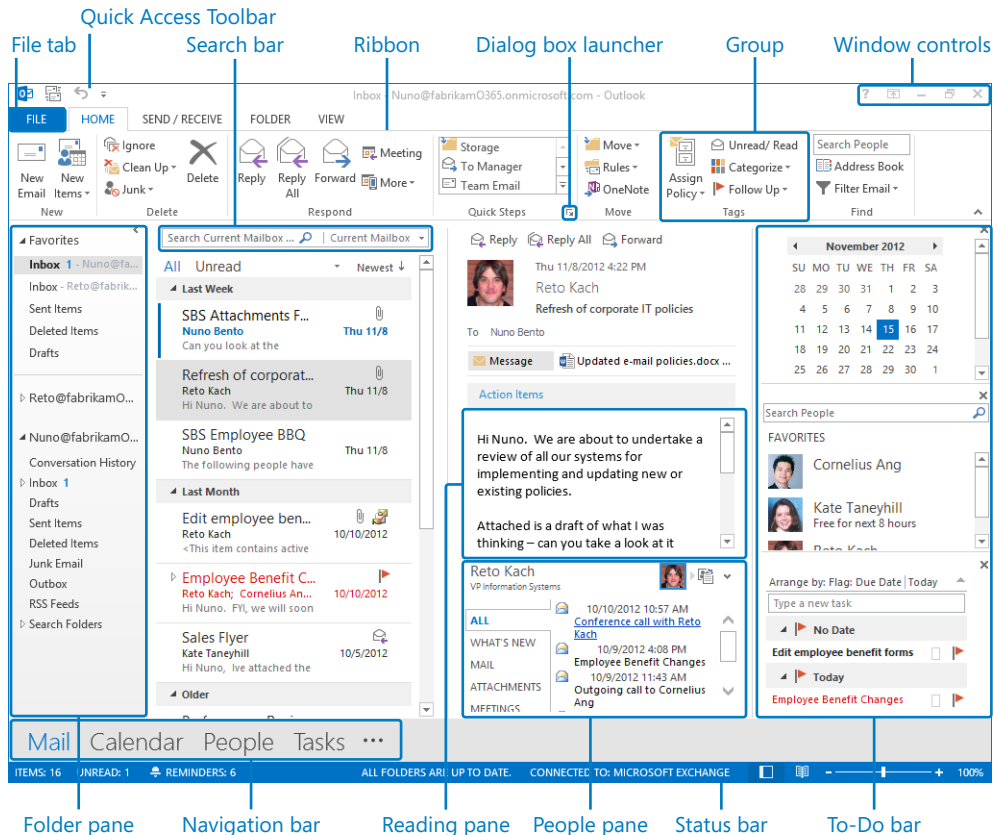 Quick Access Toolbar
File tab
Search bar
Ribbon
Dialog box launcher
Group
Window controls
Inbox - Nuno@fabrikamO365.onmicrosoft.com - Outlook
FILE
HOME
SEND / RECEIVE
FOLDER
VIEW
New Email
New Items
New
Ignore
Clean Up
Junk
Delete
Delete
Reply
Reply All
Forward
Meeting
More
Respond
Storage
To Manager
Team Email
Quick Steps
Move
Rules
OneNote
Move
Assign Policy
Unread/ Read
Categorize
Follow Up
Tags
Search People
Address Book
Filter Email
Find
Favorites
Inbox 1 - Nuno@fa...
Inbox - Reto@fabrik...
Sent Items
Deleted Items
Drafts
Reto@fabrikamO...
Nuno@fabrikamO...
Conversation History
Inbox 1
Drafts
Sent Items
Deleted Items
Junk Email
Outbox
RSS Feeds
Search Folders
Search Current Mailbox ...
Current Mailbox
All Unread
Newest ↓
Last Week
SBS Attachments F...
Nuno Bento Thu 11/8
Can you look at the
Refresh of corporat...
Reto Kach Thu 11/8
Hi Nuno. We are about to
SBS Employee BBQ
Nuno Bento Thu 11/8
The following people have
Last Month
Edit employee ben...
Reto Kach 10/10/2012
<This item contains active
Employee Benefit C...
Reto Kach; Cornelius An... 10/10/2012
Hi Nuno. FYI, we will soon
Sales Flyer
Kate Taneyhill 10/5/2012
Hi Nuno, Ive attached the
Older
Reply Reply All Forward
Thu 11/8/2012 4:22 PM
Reto Kach
Refresh of corporate IT policies
To Nuno Bento
Message
Updated e-mail policies.docx ...
Action Items
Hi Nuno. We are about to undertake a
review of all our systems for
implementing and updating new or
existing policies.
Attached is a draft of what I was
thinking – can you take a look at it
Reto Kach
VP Information Systems
ALL
WHAT'S NEW
MAIL
ATTACHMENTS
MEETINGS
10/10/2012 10:57 AM
Conference call with Reto
Kach
10/9/2012 4:08 PM
Employee Benefit Changes
10/9/2012 11:43 AM
Outgoing call to Cornelius
Ang
November 2012
SU MO TU WE TH FR SA
28 29 30 31 1 2 3
4 5 6 7 8 9 10
11 12 13 14 15 16 17
18 19 20 21 22 23 24
25 26 27 28 29 30 1
Search People
FAVORITES
Cornelius Ang
Kate Taneyhill
Free for next 8 hours
Reto Kach
Arrange by: Flag: Due Date Today
Type a new task
No Date
Edit employee benefit forms
Today
Employee Benefit Changes
Mail Calendar People Tasks •••
ITEMS: 16 UNREAD: 1 REMINDERS: 6
ALL FOLDERS ARE UP TO DATE.
CONNECTED TO: MICROSOFT EXCHANGE
100%
Folder pane
Navigation bar
Reading pane
People pane
Status bar
To-Do bar